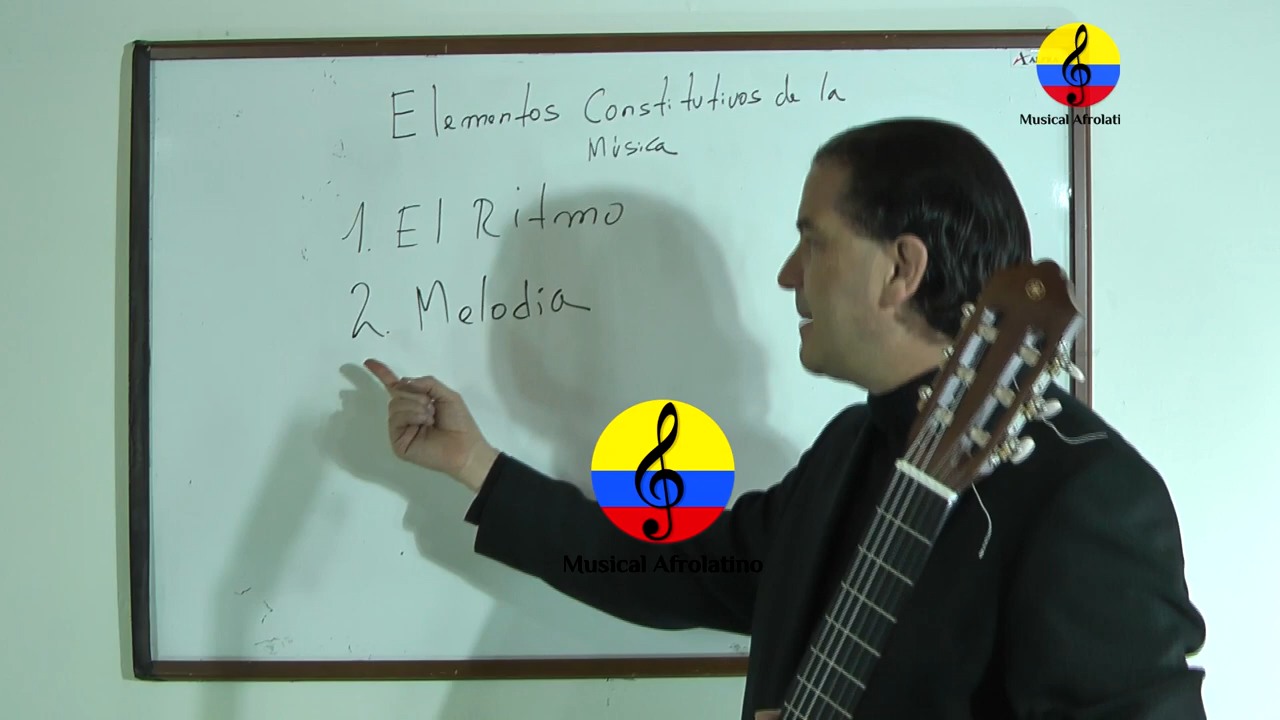 Elementos Constitutivos de la
Música
1. El Ritmo
2. Melodia
Musical Afrolati
Musical Afrolatino